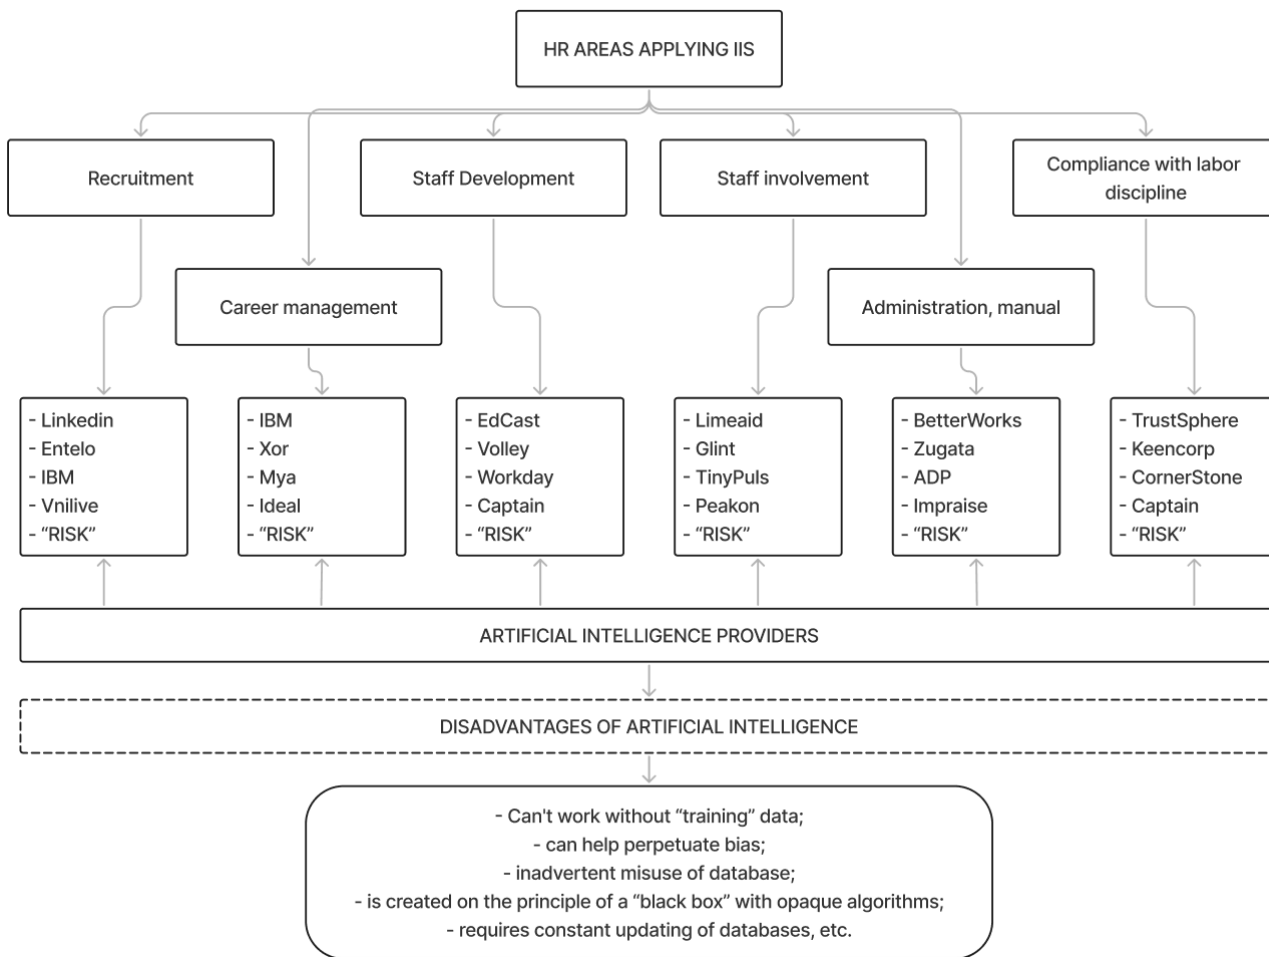 HR AREAS APPLYING IIS
Recruitment
Staff Development
Staff involvement
Compliance with labor
discipline
Career management
Administration, manual
- Linkedin
- Entelo
- IBM
- Vnilive
- “RISK”
- IBM
- Xor
- Mya
- Ideal
- “RISK”
- EdCast
- Volley
- Workday
- Captain
- “RISK”
- Limeaid
- Glint
- TinyPuls
- Peakon
- “RISK”
- BetterWorks
- Zugata
- ADP
- Impraise
- “RISK”
- TrustSphere
- Keencorp
- CornerStone
- Captain
- “RISK”
ARTIFICIAL INTELLIGENCE PROVIDERS
DISADVANTAGES OF ARTIFICIAL INTELLIGENCE
- Can't work without “training” data;
- can help perpetuate bias;
- inadvertent misuse of database;
- is created on the principle of a “black box” with opaque algorithms;
- requires constant updating of databases, etc.